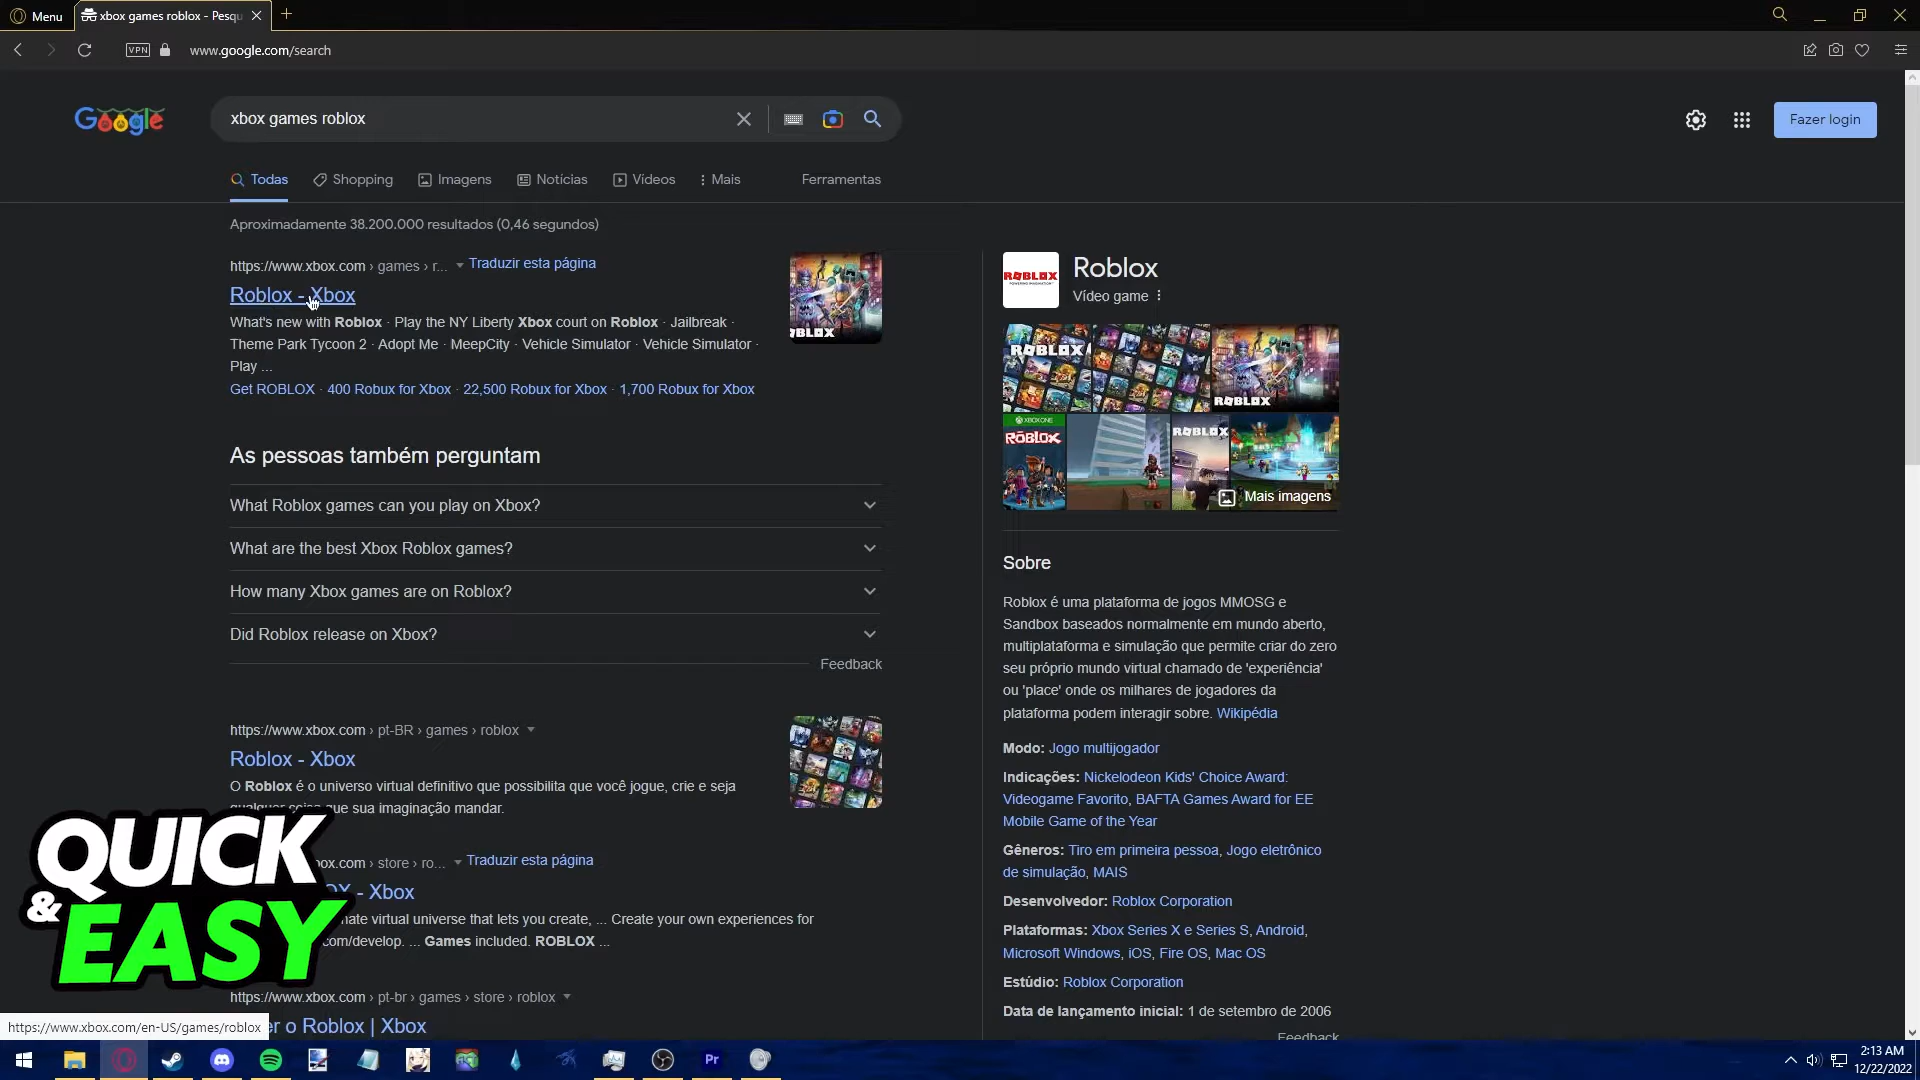 Menu
xbox games roblox - Pesqu
VPN
www.google.com/search
Google
xbox games roblox
Fazer login
Todas
Shopping
Imagens
Notícias
Vídeos
Mais
Ferramentas
Aproximadamente 38.200.000 resultados (0,46 segundos)
https://www.xbox.com › games › r...
Traduzir esta página
Roblox - Xbox
What's new with Roblox · Play the NY Liberty Xbox court on Roblox · Jailbreak ·
Theme Park Tycoon 2 · Adopt Me · MeepCity · Vehicle Simulator · Vehicle Simulator ·
Play ...
Get ROBLOX · 400 Robux for Xbox · 22,500 Robux for Xbox · 1,700 Robux for Xbox
As pessoas também perguntam
What Roblox games can you play on Xbox?
What are the best Xbox Roblox games?
How many Xbox games are on Roblox?
Did Roblox release on Xbox?
Feedback
https://www.xbox.com › pt-BR › games › roblox
Roblox - Xbox
O Roblox é o universo virtual definitivo que possibilita que você jogue, crie e seja
qualquer coisa que sua imaginação mandar.
ox.com › store › ro...
Traduzir esta página
OX - Xbox
nate virtual universe that lets you create, ... Create your own experiences for
com/develop. ... Games included. ROBLOX ...
https://www.xbox.com › pt-br › games › store › roblox
er o Roblox | Xbox
QUICK
& EASY
https://www.xbox.com/en-US/games/roblox
ROBLOX
Roblox
Vídeo game
ROBLOX
ROBLOX
XBOX ONE
ROBLOX
ROBLOX
Mais imagens
Sobre
Roblox é uma plataforma de jogos MMOSG e
Sandbox baseados normalmente em mundo aberto,
multiplataforma e simulação que permite criar do zero
seu próprio mundo virtual chamado de 'experiência'
ou 'place' onde os milhares de jogadores da
plataforma podem interagir sobre. Wikipédia
Modo: Jogo multijogador
Indicações: Nickelodeon Kids' Choice Award:
Videogame Favorito, BAFTA Games Award for EE
Mobile Game of the Year
Gêneros: Tiro em primeira pessoa, Jogo eletrônico
de simulação, MAIS
Desenvolvedor: Roblox Corporation
Plataformas: Xbox Series X e Series S, Android,
Microsoft Windows, iOS, Fire OS, Mac OS
Estúdio: Roblox Corporation
Data de lançamento inicial: 1 de setembro de 2006
Feedback
BLOX
Pr
2:13 AM
12/22/2022